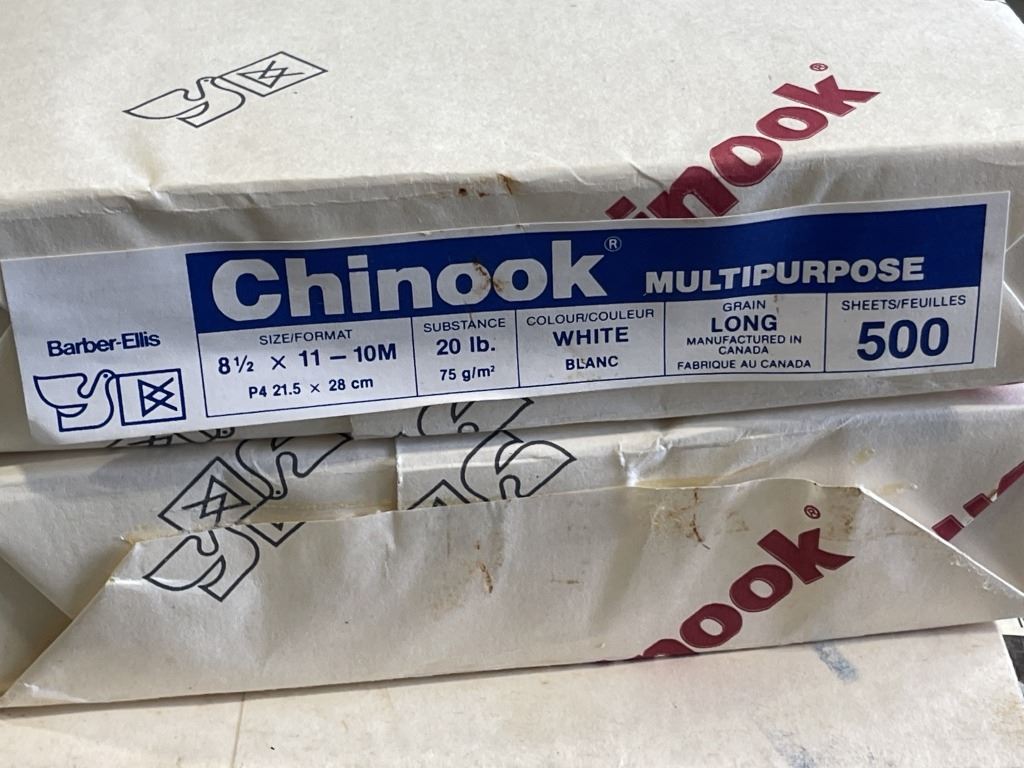 Chinook®
Chinook®
MULTIPURPOSE
Barber-Ellis
SIZE/FORMAT
8½ × 11 – 10M
P4 21.5 × 28 cm
SUBSTANCE
20 lb.
75 g/m²
COLOUR/COULEUR
WHITE
BLANC
GRAIN
LONG
MANUFACTURED IN
CANADA
FABRIQUE AU CANADA
SHEETS/FEUILLES
500
nook®